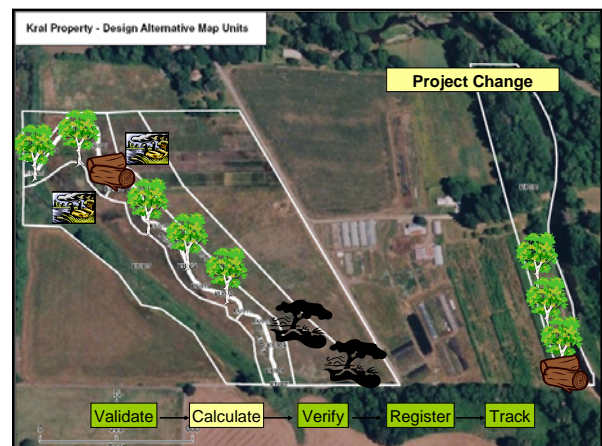 Kral Property - Design Alternative Map Units
Project Change
Validate
Calculate
Verify
Register
Track